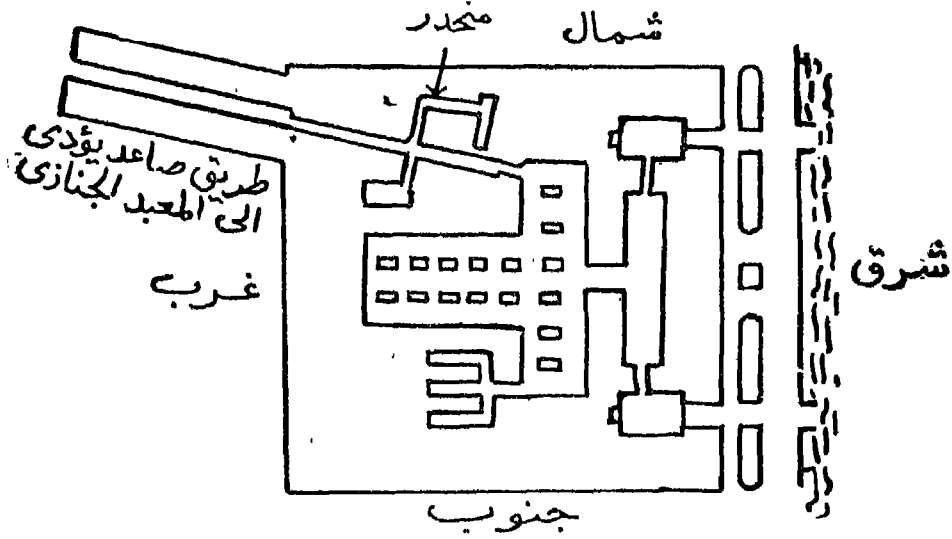 شمال
منحدر
طريق صاعد يؤدى
الى المعبد الجنازى
غرب
شرق
جنوب